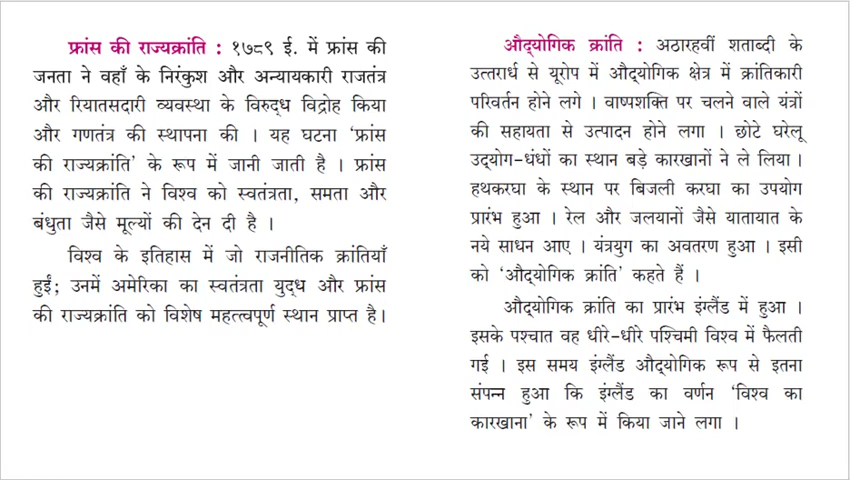 फ्रांस की राज्यक्रांति : १७८९ ई. में फ्रांस की
जनता ने वहाँ के निरंकुश और अन्यायकारी राजतंत्र
और रियातसदारी व्यवस्था के विरुद्ध विद्रोह किया
और गणतंत्र की स्थापना की । यह घटना ‘फ्रांस
की राज्यक्रांति’ के रूप में जानी जाती है । फ्रांस
की राज्यक्रांति ने विश्व को स्वतंत्रता, समता और
बंधुता जैसे मूल्यों की देन दी है ।
विश्व के इतिहास में जो राजनीतिक क्रांतियाँ
हुईं; उनमें अमेरिका का स्वतंत्रता युद्ध और फ्रांस
की राज्यक्रांति को विशेष महत्त्वपूर्ण स्थान प्राप्त है।
औद्योगिक क्रांति : अठारहवीं शताब्दी के
उत्तरार्ध से यूरोप में औद्योगिक क्षेत्र में क्रांतिकारी
परिवर्तन होने लगे । वाष्पशक्ति पर चलने वाले यंत्रों
की सहायता से उत्पादन होने लगा । छोटे घरेलू
उद्योग-धंधों का स्थान बड़े कारखानों ने ले लिया।
हथकरघा के स्थान पर बिजली करघा का उपयोग
प्रारंभ हुआ । रेल और जलयानों जैसे यातायात के
नये साधन आए । यंत्रयुग का अवतरण हुआ । इसी
को ‘औद्योगिक क्रांति’ कहते हैं ।
औद्योगिक क्रांति का प्रारंभ इंग्लैंड में हुआ ।
इसके पश्चात वह धीरे-धीरे पश्चिमी विश्व में फैलती
गई । इस समय इंग्लैंड औद्योगिक रूप से इतना
संपन्न हुआ कि इंग्लैंड का वर्णन ‘विश्व का
कारखाना’ के रूप में किया जाने लगा ।